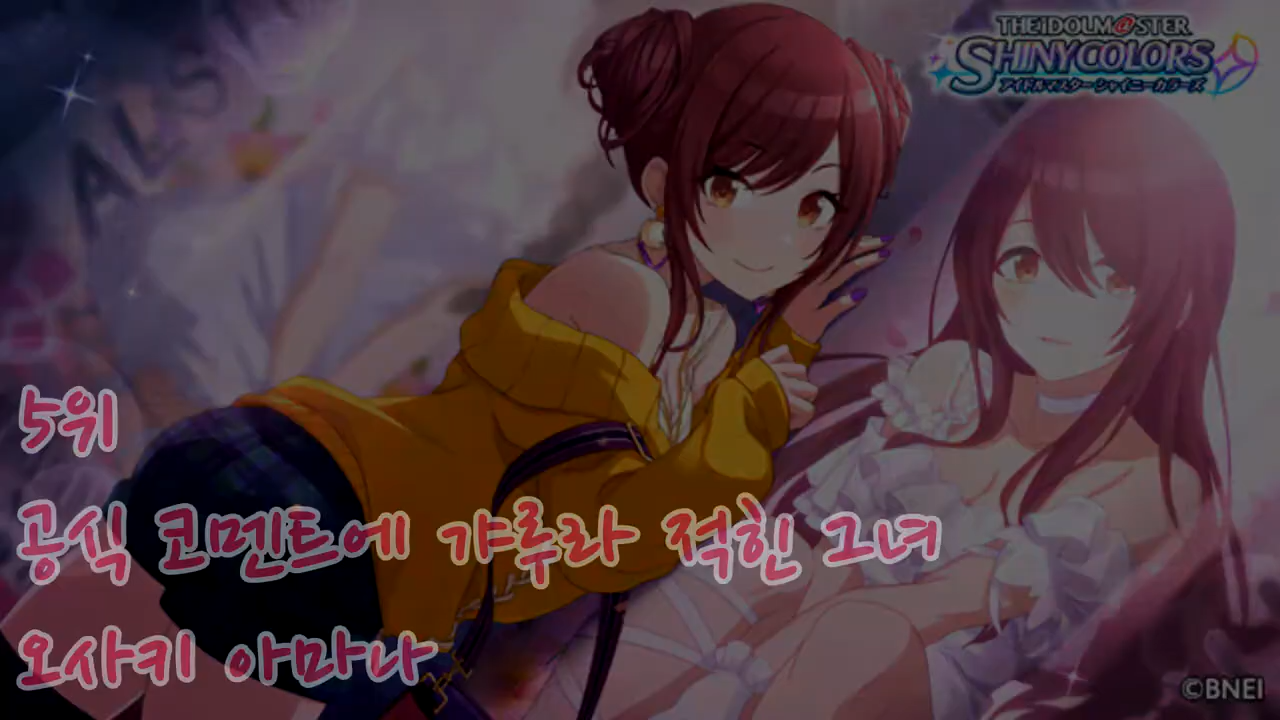 THE iDOLM@STER
SHINY COLORS
アイドルマスター シャイニーカラーズ
5위
공식 코멘트에 갸루라 적힌 그녀
오사키 아마나
©BNEI